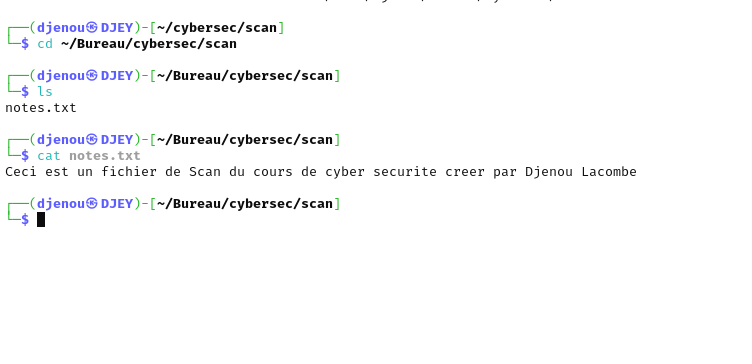 ┌──(djenou㉿DJEY)-[~/cybersec/scan]
└─$ cd ~/Bureau/cybersec/scan
┌──(djenou㉿DJEY)-[~/Bureau/cybersec/scan]
└─$ ls
notes.txt
┌──(djenou㉿DJEY)-[~/Bureau/cybersec/scan]
└─$ cat notes.txt
Ceci est un fichier de Scan du cours de cyber securite creer par Djenou Lacombe
┌──(djenou㉿DJEY)-[~/Bureau/cybersec/scan]
└─$